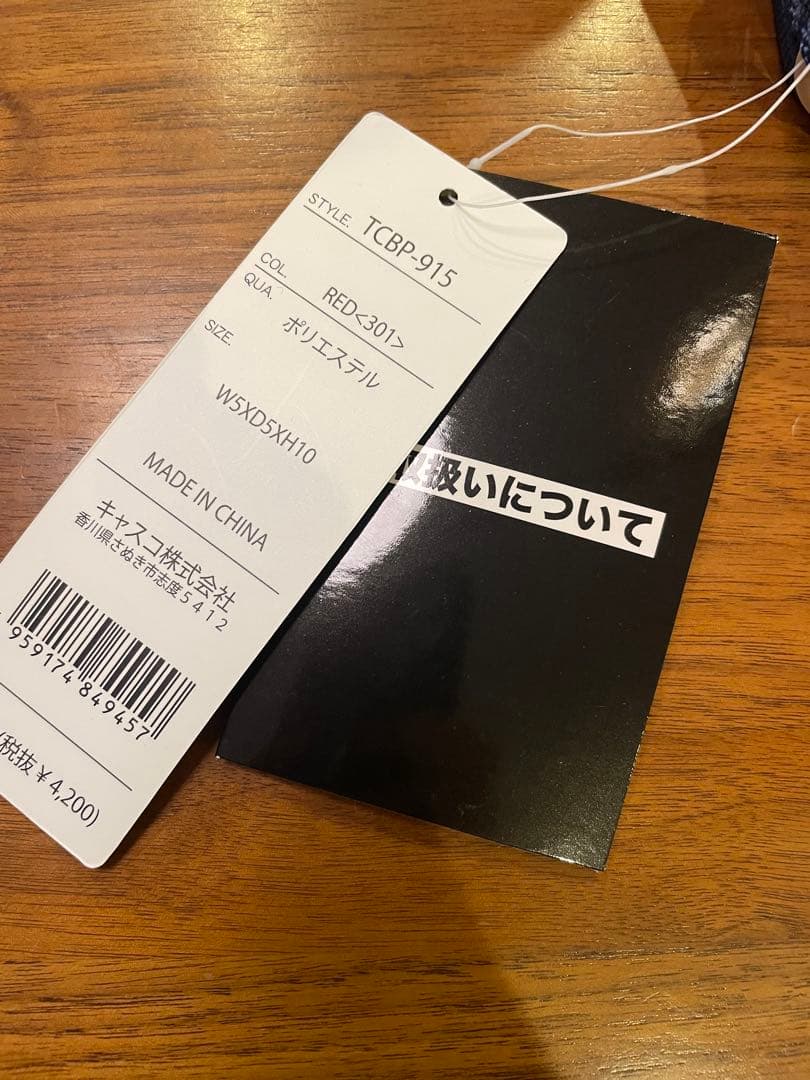 STYLE. TCBP-915
COL. RED<301>
QUA. ポリエステル
SIZE. W5XD5XH10
MADE IN CHINA
キャスコ株式会社
香川県さぬき市志度5412
959174 849457
(税抜¥4,200)
扱いについて